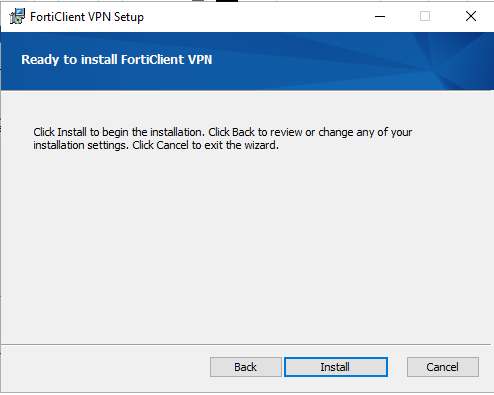 FortiClient VPN Setup
Ready to install FortiClient VPN
Click Install to begin the installation. Click Back to review or change any of your
installation settings. Click Cancel to exit the wizard.
Back
Install
Cancel